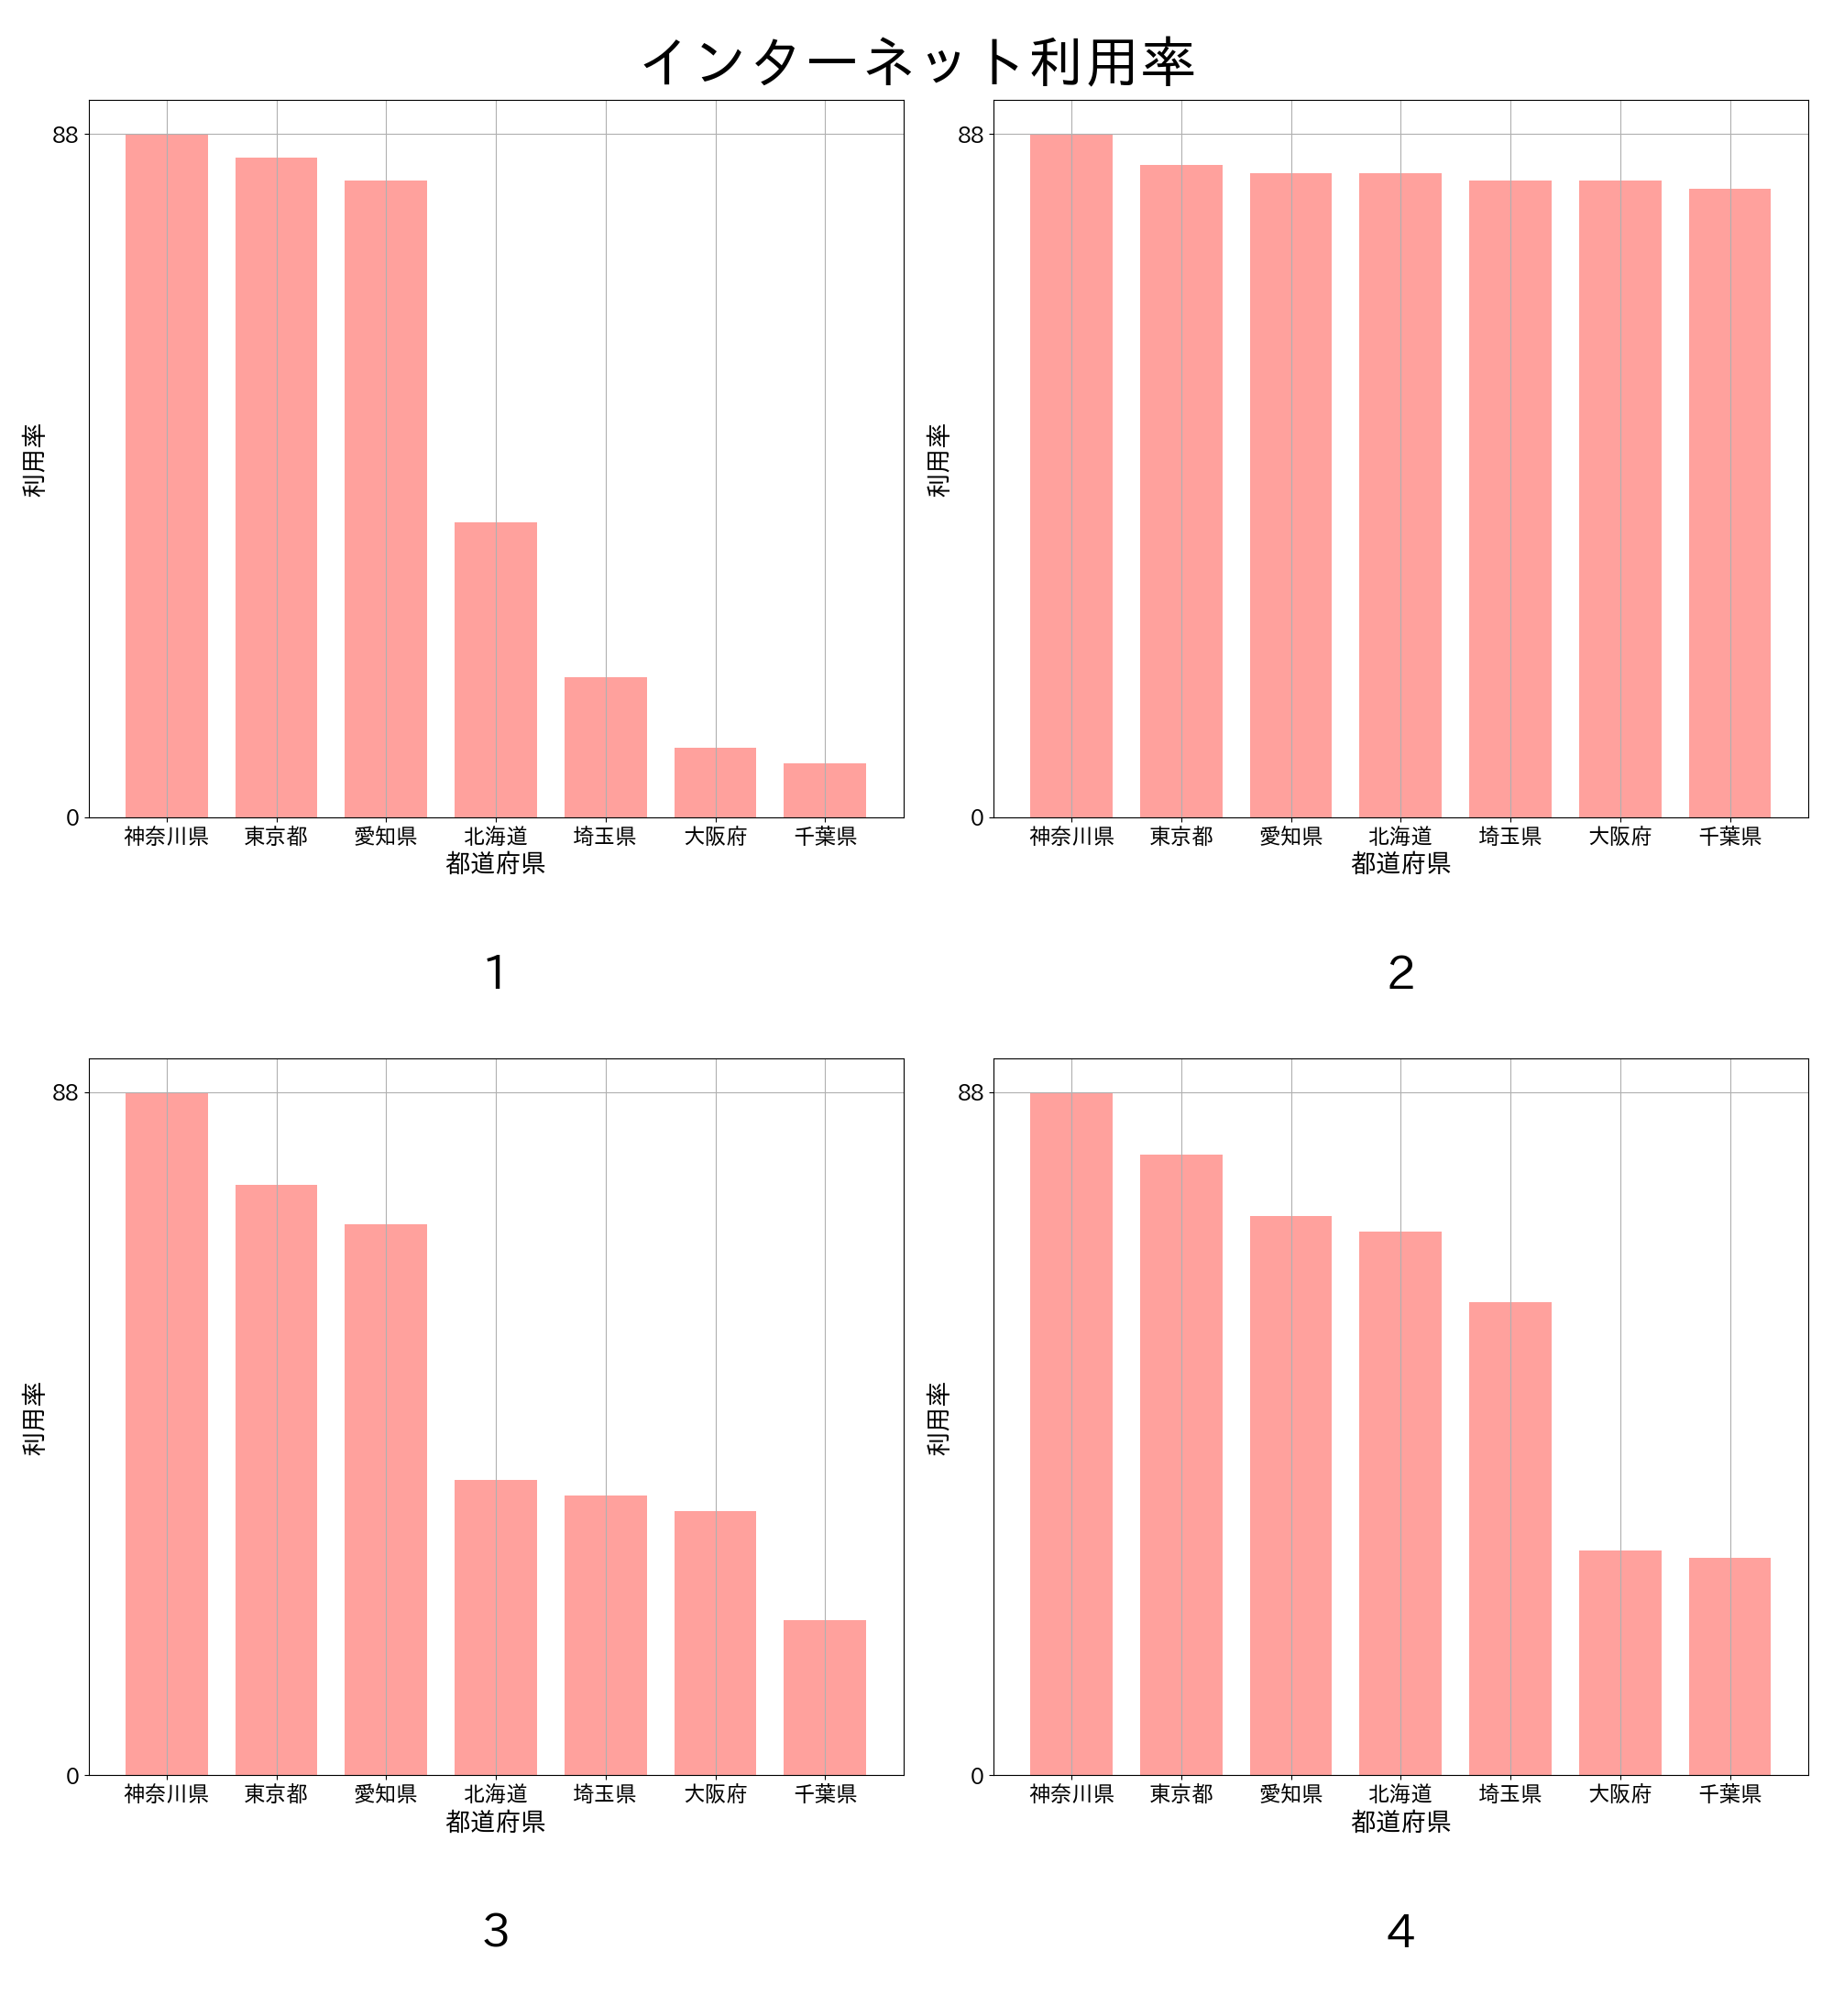 インターネット利用率
88
0
利用率
神奈川県 東京都 愛知県 北海道 埼玉県 大阪府 千葉県
都道府県
1
88
0
利用率
神奈川県 東京都 愛知県 北海道 埼玉県 大阪府 千葉県
都道府県
2
88
0
利用率
神奈川県 東京都 愛知県 北海道 埼玉県 大阪府 千葉県
都道府県
3
88
0
利用率
神奈川県 東京都 愛知県 北海道 埼玉県 大阪府 千葉県
都道府県
4